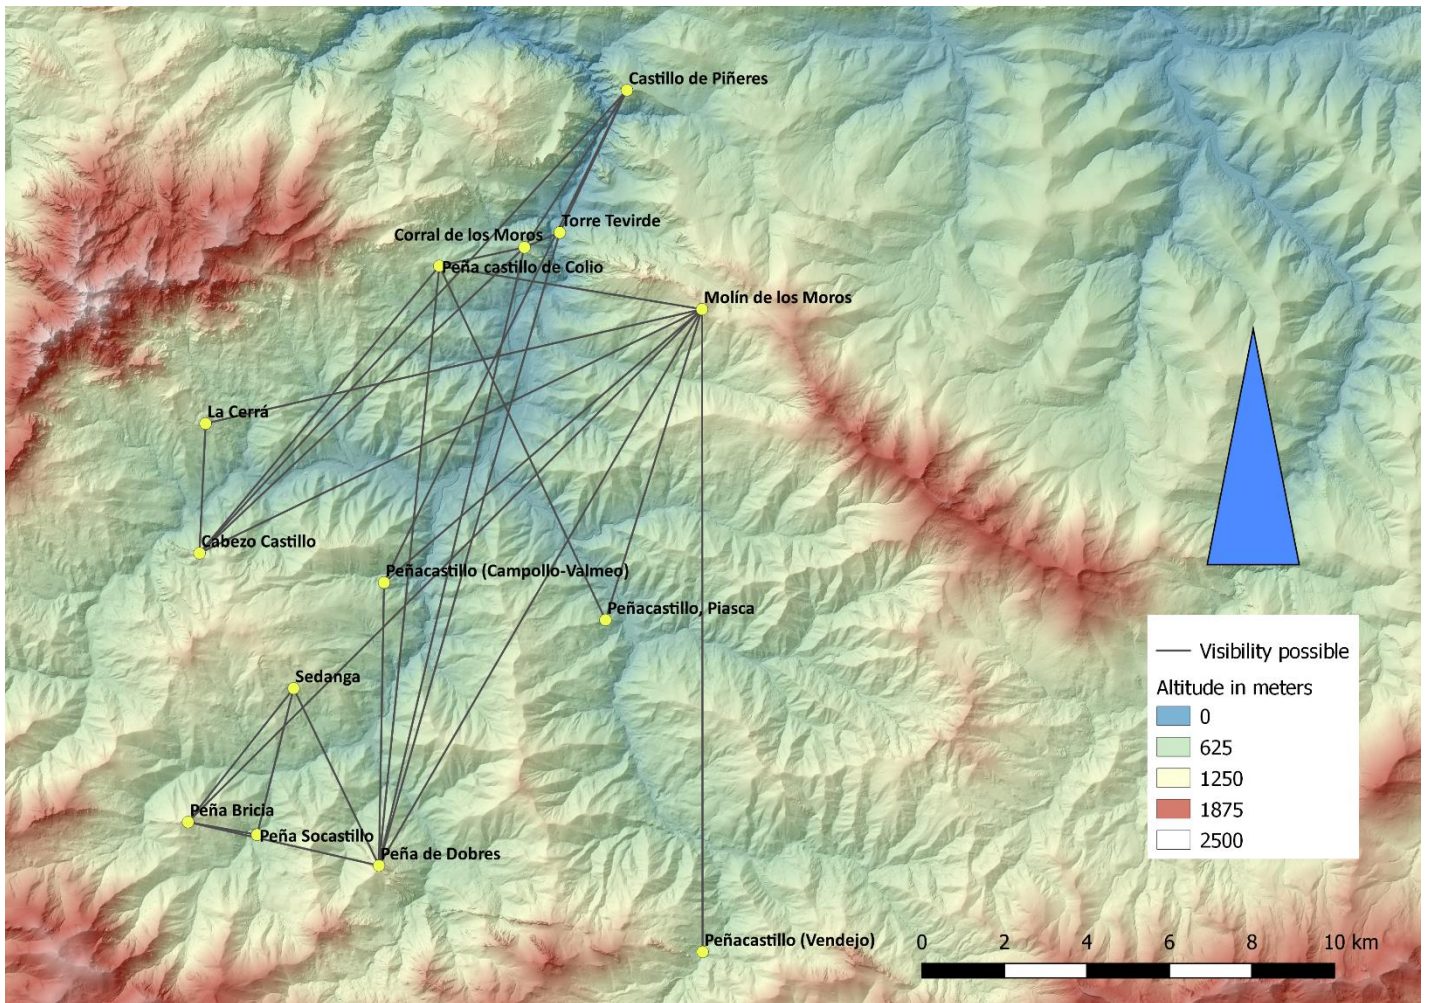 Castillo de Piñeres
Torre Tevirde
Corral de los Moros
Peña castillo de Colio
Molín de los Moros
La Cerrá
Cabezo Castillo
Peñacastillo (Campollo-Valmeo)
Peñacastillo, Piasca
Sedanga
Peña Bricia
Peña Socastillo
Peña de Dobres
Peñacastillo (Vendejo)
Visibility possible
Altitude in meters
0
625
1250
1875
2500
0 2 4 6 8 10 km